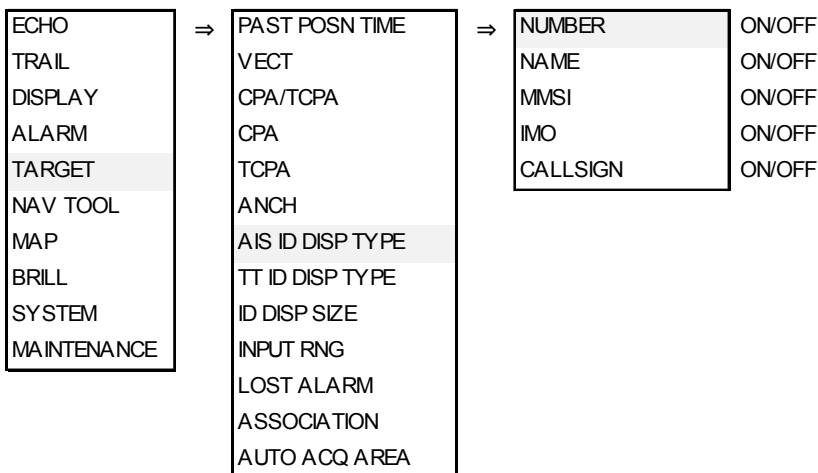 ECHO ⇒ PAST POSN TIME ⇒ NUMBER ON/OFF
TRAIL VECT NAME ON/OFF
DISPLAY CPA/TCPA MMSI ON/OFF
ALARM CPA IMO ON/OFF
TARGET TCPA CALLSIGN ON/OFF
NAV TOOL ANCH
MAP AIS ID DISP TYPE
BRILL TT ID DISP TYPE
SYSTEM ID DISP SIZE
MAINTENANCE INPUT RNG
LOST ALARM
ASSOCIATION
AUTO ACQ AREA